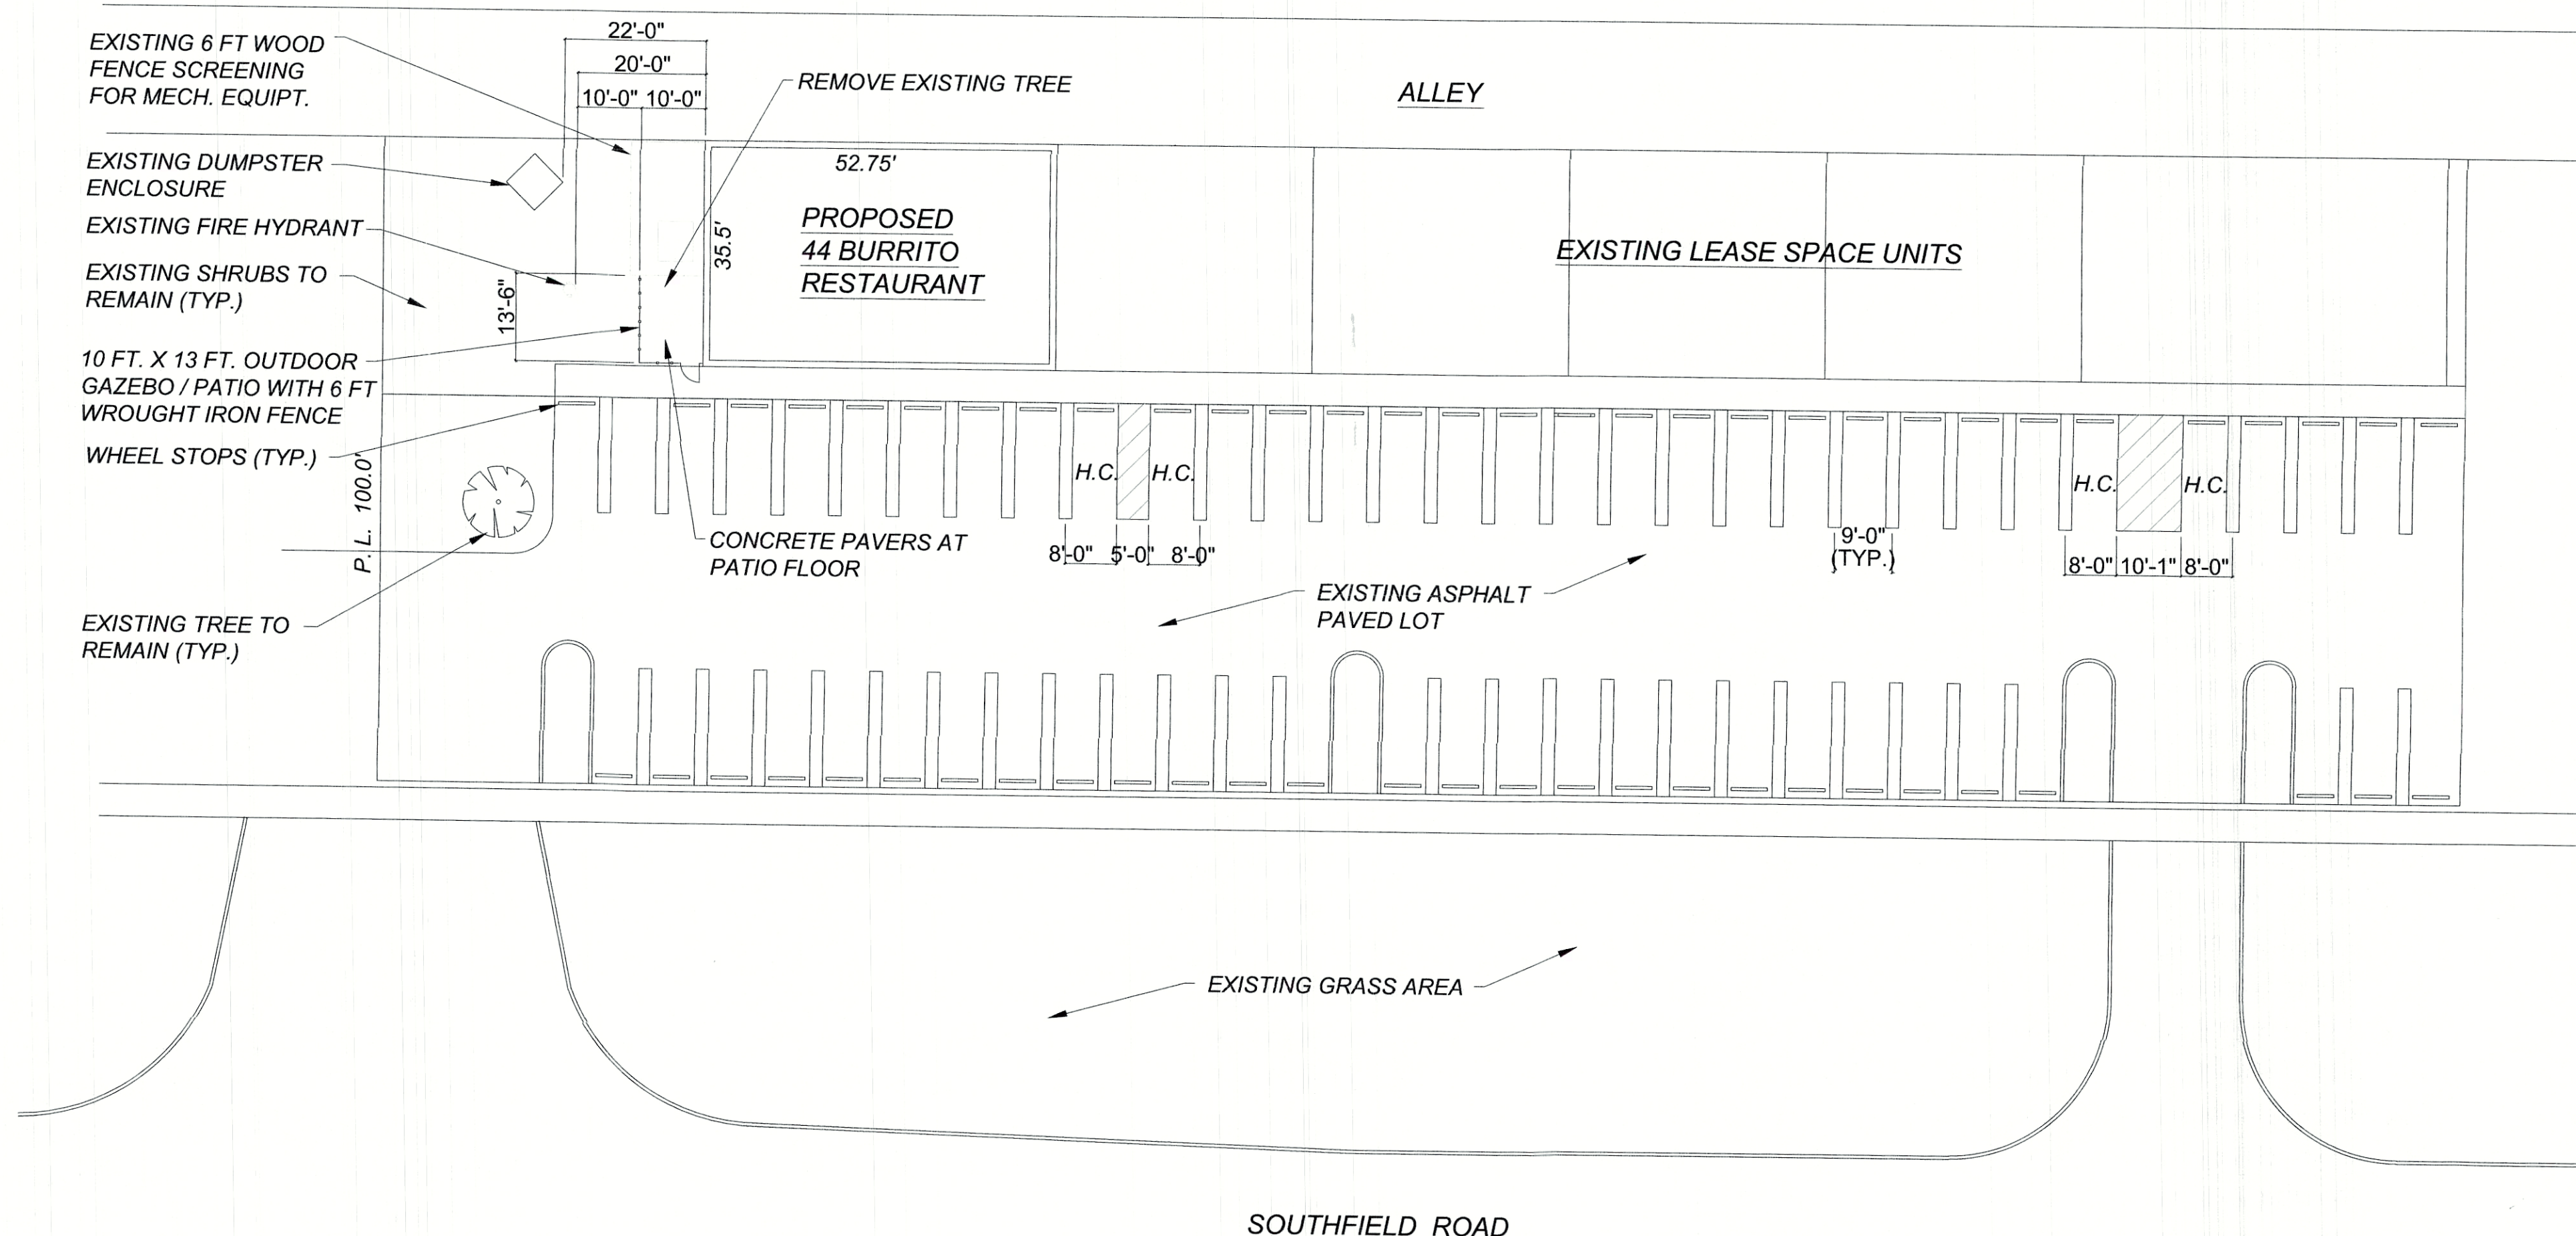 22'-0"
20'-0"
10'-0" 10'-0"
EXISTING 6 FT WOOD
FENCE SCREENING
FOR MECH. EQUIPT.
REMOVE EXISTING TREE
ALLEY
EXISTING DUMPSTER
ENCLOSURE
EXISTING FIRE HYDRANT
EXISTING SHRUBS TO
REMAIN (TYP.)
13'-6"
52.75'
35.5'
PROPOSED
44 BURRITO
RESTAURANT
EXISTING LEASE SPACE UNITS
10 FT. X 13 FT. OUTDOOR
GAZEBO / PATIO WITH 6 FT
WROUGHT IRON FENCE
WHEEL STOPS (TYP.)
P.L. 100.0'
H.C.
H.C.
H.C.
H.C.
CONCRETE PAVERS AT
PATIO FLOOR
8'-0" 5'-0" 8'-0"
9'-0"
(TYP.)
8'-0" 10'-1" 8'-0"
EXISTING ASPHALT
PAVED LOT
EXISTING TREE TO
REMAIN (TYP.)
EXISTING GRASS AREA
SOUTHFIELD ROAD